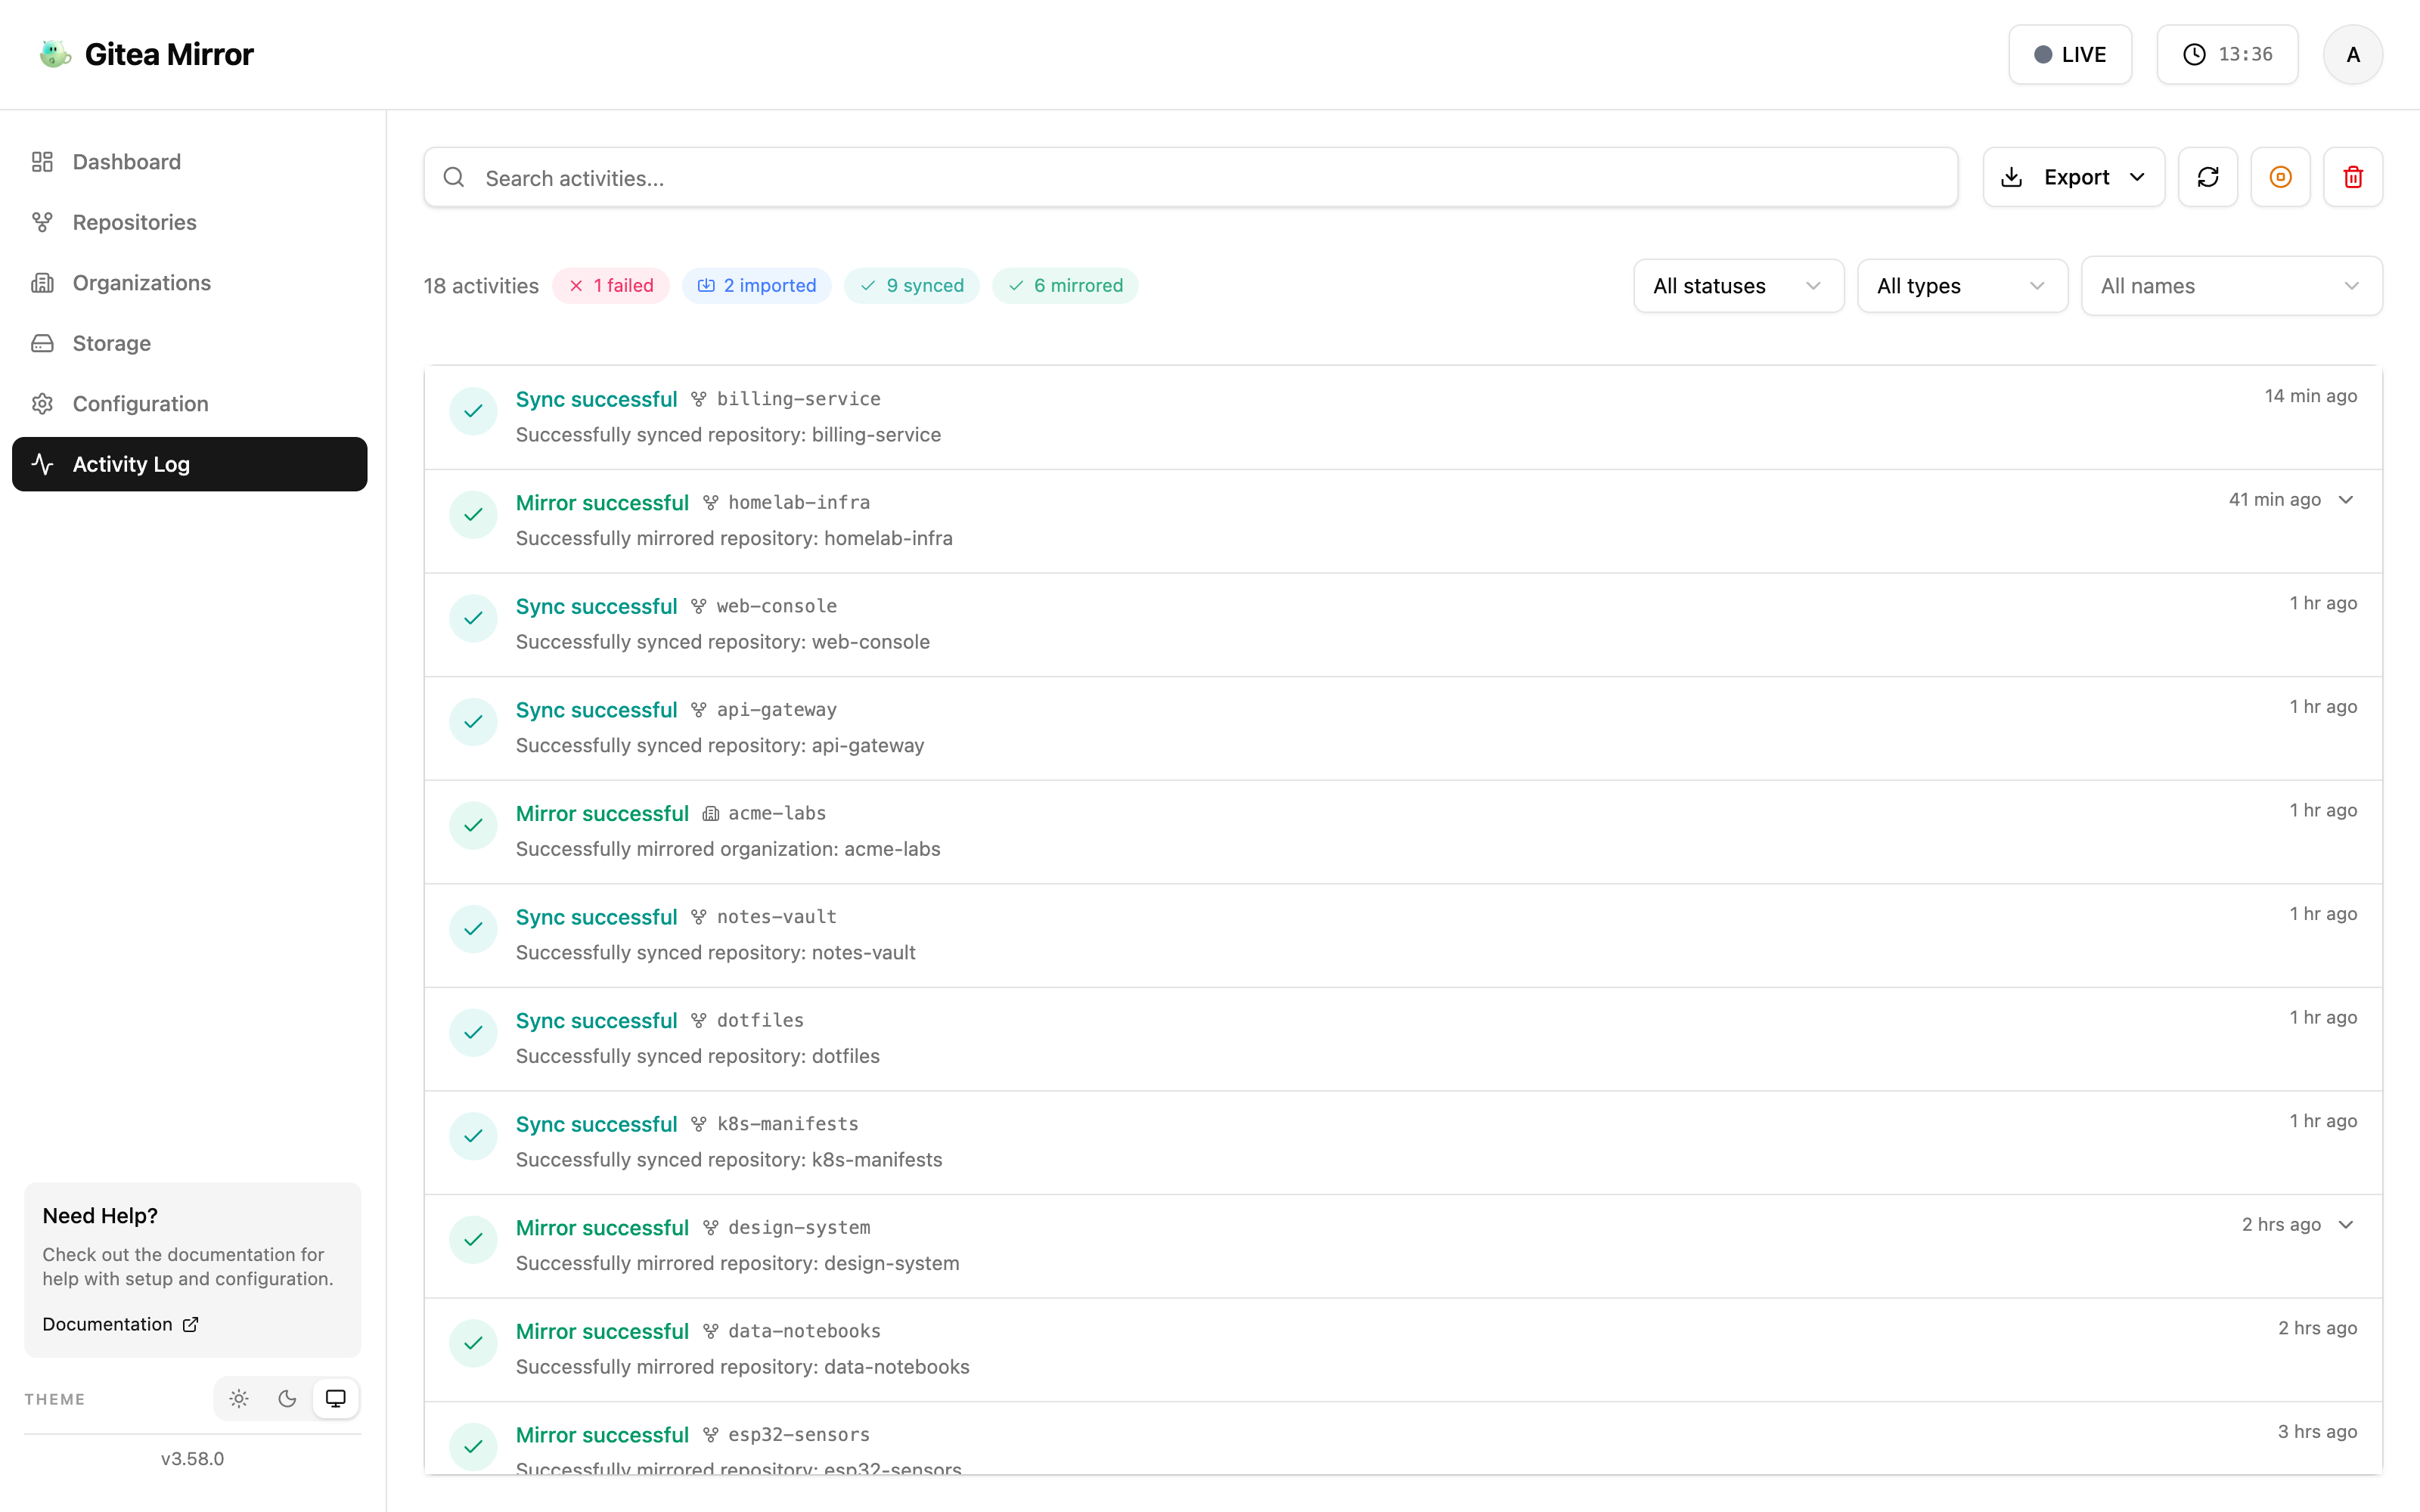 Gitea Mirror
LIVE
13:36
A
Dashboard
Repositories
Organizations
Storage
Configuration
Activity Log
Search activities...
Export
18 activities
1 failed
2 imported
9 synced
6 mirrored
All statuses
All types
All names
Sync successful billing-service
14 min ago
Successfully synced repository: billing-service
Mirror successful homelab-infra
41 min ago
Successfully mirrored repository: homelab-infra
Sync successful web-console
1 hr ago
Successfully synced repository: web-console
Sync successful api-gateway
1 hr ago
Successfully synced repository: api-gateway
Mirror successful acme-labs
1 hr ago
Successfully mirrored organization: acme-labs
Sync successful notes-vault
1 hr ago
Successfully synced repository: notes-vault
Sync successful dotfiles
1 hr ago
Successfully synced repository: dotfiles
Sync successful k8s-manifests
1 hr ago
Successfully synced repository: k8s-manifests
Mirror successful design-system
2 hrs ago
Successfully mirrored repository: design-system
Mirror successful data-notebooks
2 hrs ago
Successfully mirrored repository: data-notebooks
Mirror successful esp32-sensors
3 hrs ago
Successfully mirrored repository: esp32-sensors
Need Help?
Check out the documentation for
help with setup and configuration.
Documentation
THEME
v3.58.0